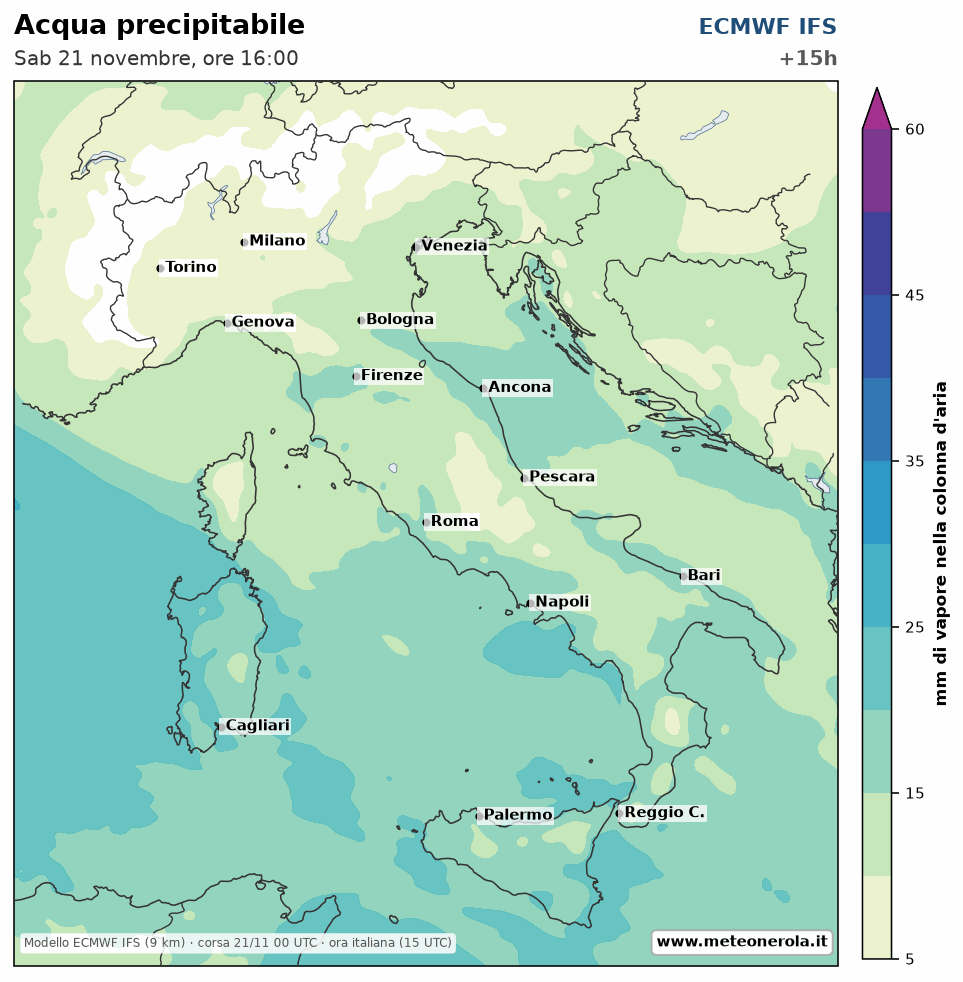 Acqua precipitabile
ECMWF IFS
Sab 21 novembre, ore 16:00
+15h
60
Milano
Venezia
Torino
45
Genova
Bologna
Firenze
Ancona
35
Pescara
Roma
Bari
Napoli
25
Cagliari
Palermo
Reggio C.
15
5
mm di vapore nella colonna d'aria
Modello ECMWF IFS (9 km) · corsa 21/11 00 UTC · ora italiana (15 UTC)
www.meteonerola.it